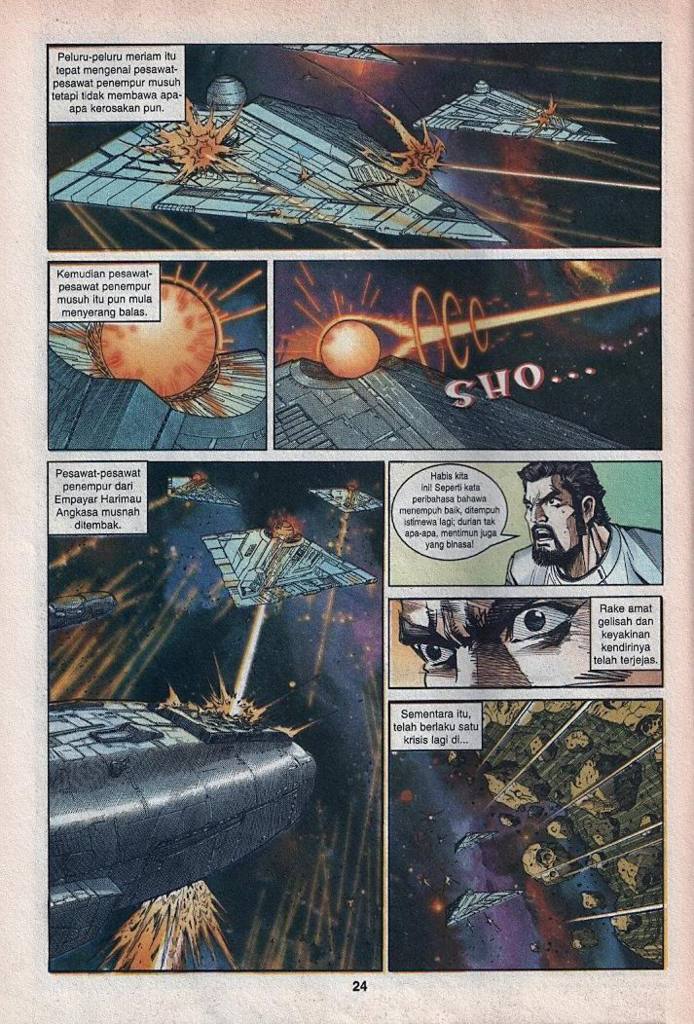 Peluru-peluru meriam itu
tepat mengenai pesawat-
pesawat penempur musuh
tetapi tidak membawa apa-
apa kerosakan pun.
Kemudian pesawat-
pesawat penempur
musuh itu pun mula
menyerang balas.
SHO...
Pesawat-pesawat
penempur dari
Empayar Harimau
Angkasa musnah
ditembak.
Habis kita
ini! Seperti kata
peribahasa bahawa
menempuh baik, ditempuh
istimewa lagi; durian tak
apa-apa, mentimun juga
yang binasa!
Rake amat
gelisah dan
keyakinan
kendirinya
telah terjejas.
Sementara itu,
telah berlaku satu
krisis lagi di...
24